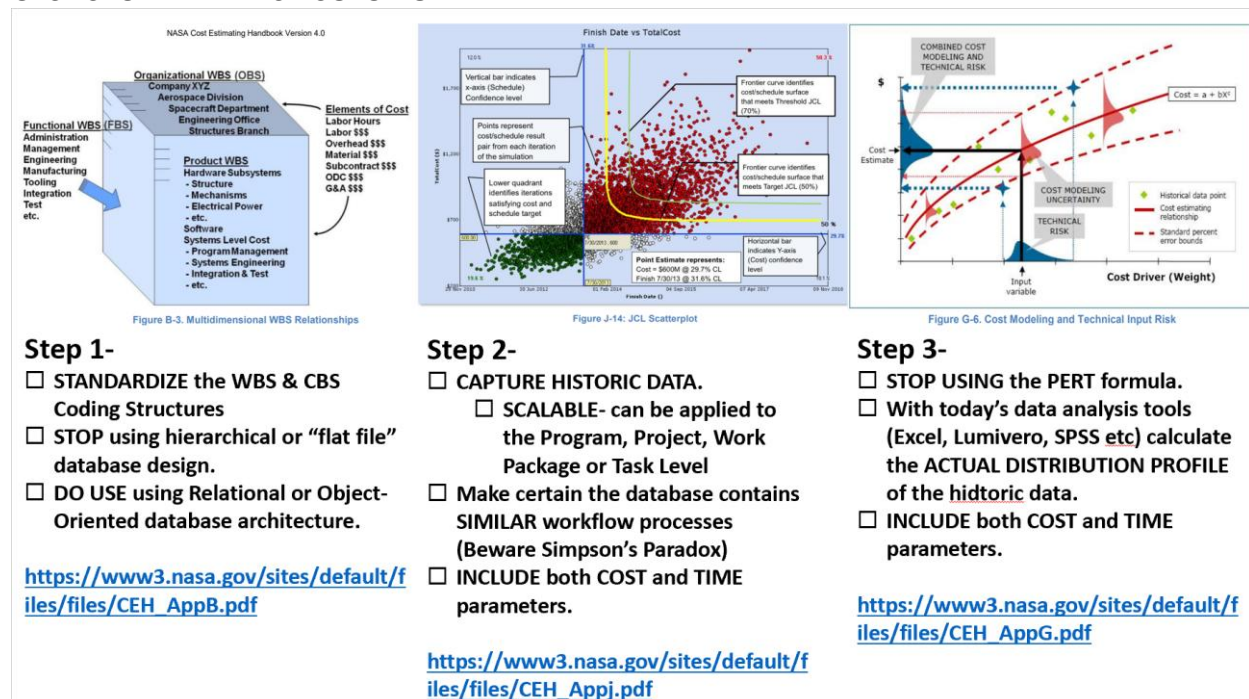 NASA Cost Estimating Handbook Version 4.0
Organizational WBS (OBS)
Company XYZ
Aerospace Division
Spacecraft Department
Engineering Office
Structures Branch
Functional WBS (FBS)
Administration
Management
Engineering
Manufacturing
Tooling
Integration
Test
etc.
Product WBS
Hardware Subsystems
- Structure
- Mechanisms
- Electrical Power
- etc.
Software
Systems Level Cost
- Program Management
- Systems Engineering
- Integration & Test
- etc.
Elements of Cost
Labor Hours
Labor $$$
Overhead $$$
Material $$$
Subcontract $$$
ODC $$$
G&A $$$
Figure B-3. Multidimensional WBS Relationships
Finish Date vs TotalCost
Vertical bar indicates
x-axis (Schedule)
Confidence level
Points represent
cost/schedule result
pair from each iteration
of the simulation
Lower quadrant
identifies iterations
satisfying cost and
schedule target
Frontier curve identifies
cost/schedule surface
that meets Threshold JCL
(70%)
Frontier curve identifies
cost/schedule surface that
meets Target JCL (50%)
50 %
Horizontal bar
indicates Y-axis
(Cost) confidence
level
Point Estimate represents:
Cost = $600M @ 29.7% CL
Finish 7/30/13 @ 31.6% CL
Finish Date ()
Figure J-14: JCL Scatterplot
COMBINED COST
MODELING AND
TECHNICAL RISK
$
Cost = a + bXᶜ
Cost
Estimate
COST MODELING
UNCERTAINTY
TECHNICAL
RISK
Historical data point
Cost estimating
relationship
Standard percent
error bounds
Input
variable
Cost Driver (Weight)
Figure G-6. Cost Modeling and Technical Input Risk
Step 1-
☐ STANDARDIZE the WBS & CBS
Coding Structures
☐ STOP using hierarchical or “flat file”
database design.
☐ DO USE using Relational or Object-
Oriented database architecture.
https://www3.nasa.gov/sites/default/f
iles/files/CEH_AppB.pdf
Step 2-
☐ CAPTURE HISTORIC DATA.
☐ SCALABLE- can be applied to
the Program, Project, Work
Package or Task Level
☐ Make certain the database contains
SIMILAR workflow processes
(Beware Simpson’s Paradox)
☐ INCLUDE both COST and TIME
parameters.
https://www3.nasa.gov/sites/default/f
iles/files/CEH_Appj.pdf
Step 3-
☐ STOP USING the PERT formula.
☐ With today’s data analysis tools
(Excel, Lumivero, SPSS etc) calculate
the ACTUAL DISTRIBUTION PROFILE
of the hidtoric data.
☐ INCLUDE both COST and TIME
parameters.
https://www3.nasa.gov/sites/default/f
iles/files/CEH_AppG.pdf